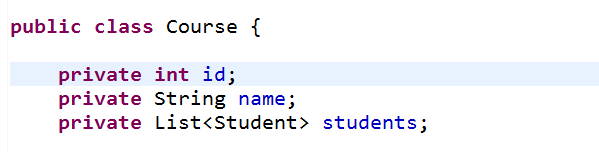 public class Course {
private int id;
private String name;
private List<Student> students;